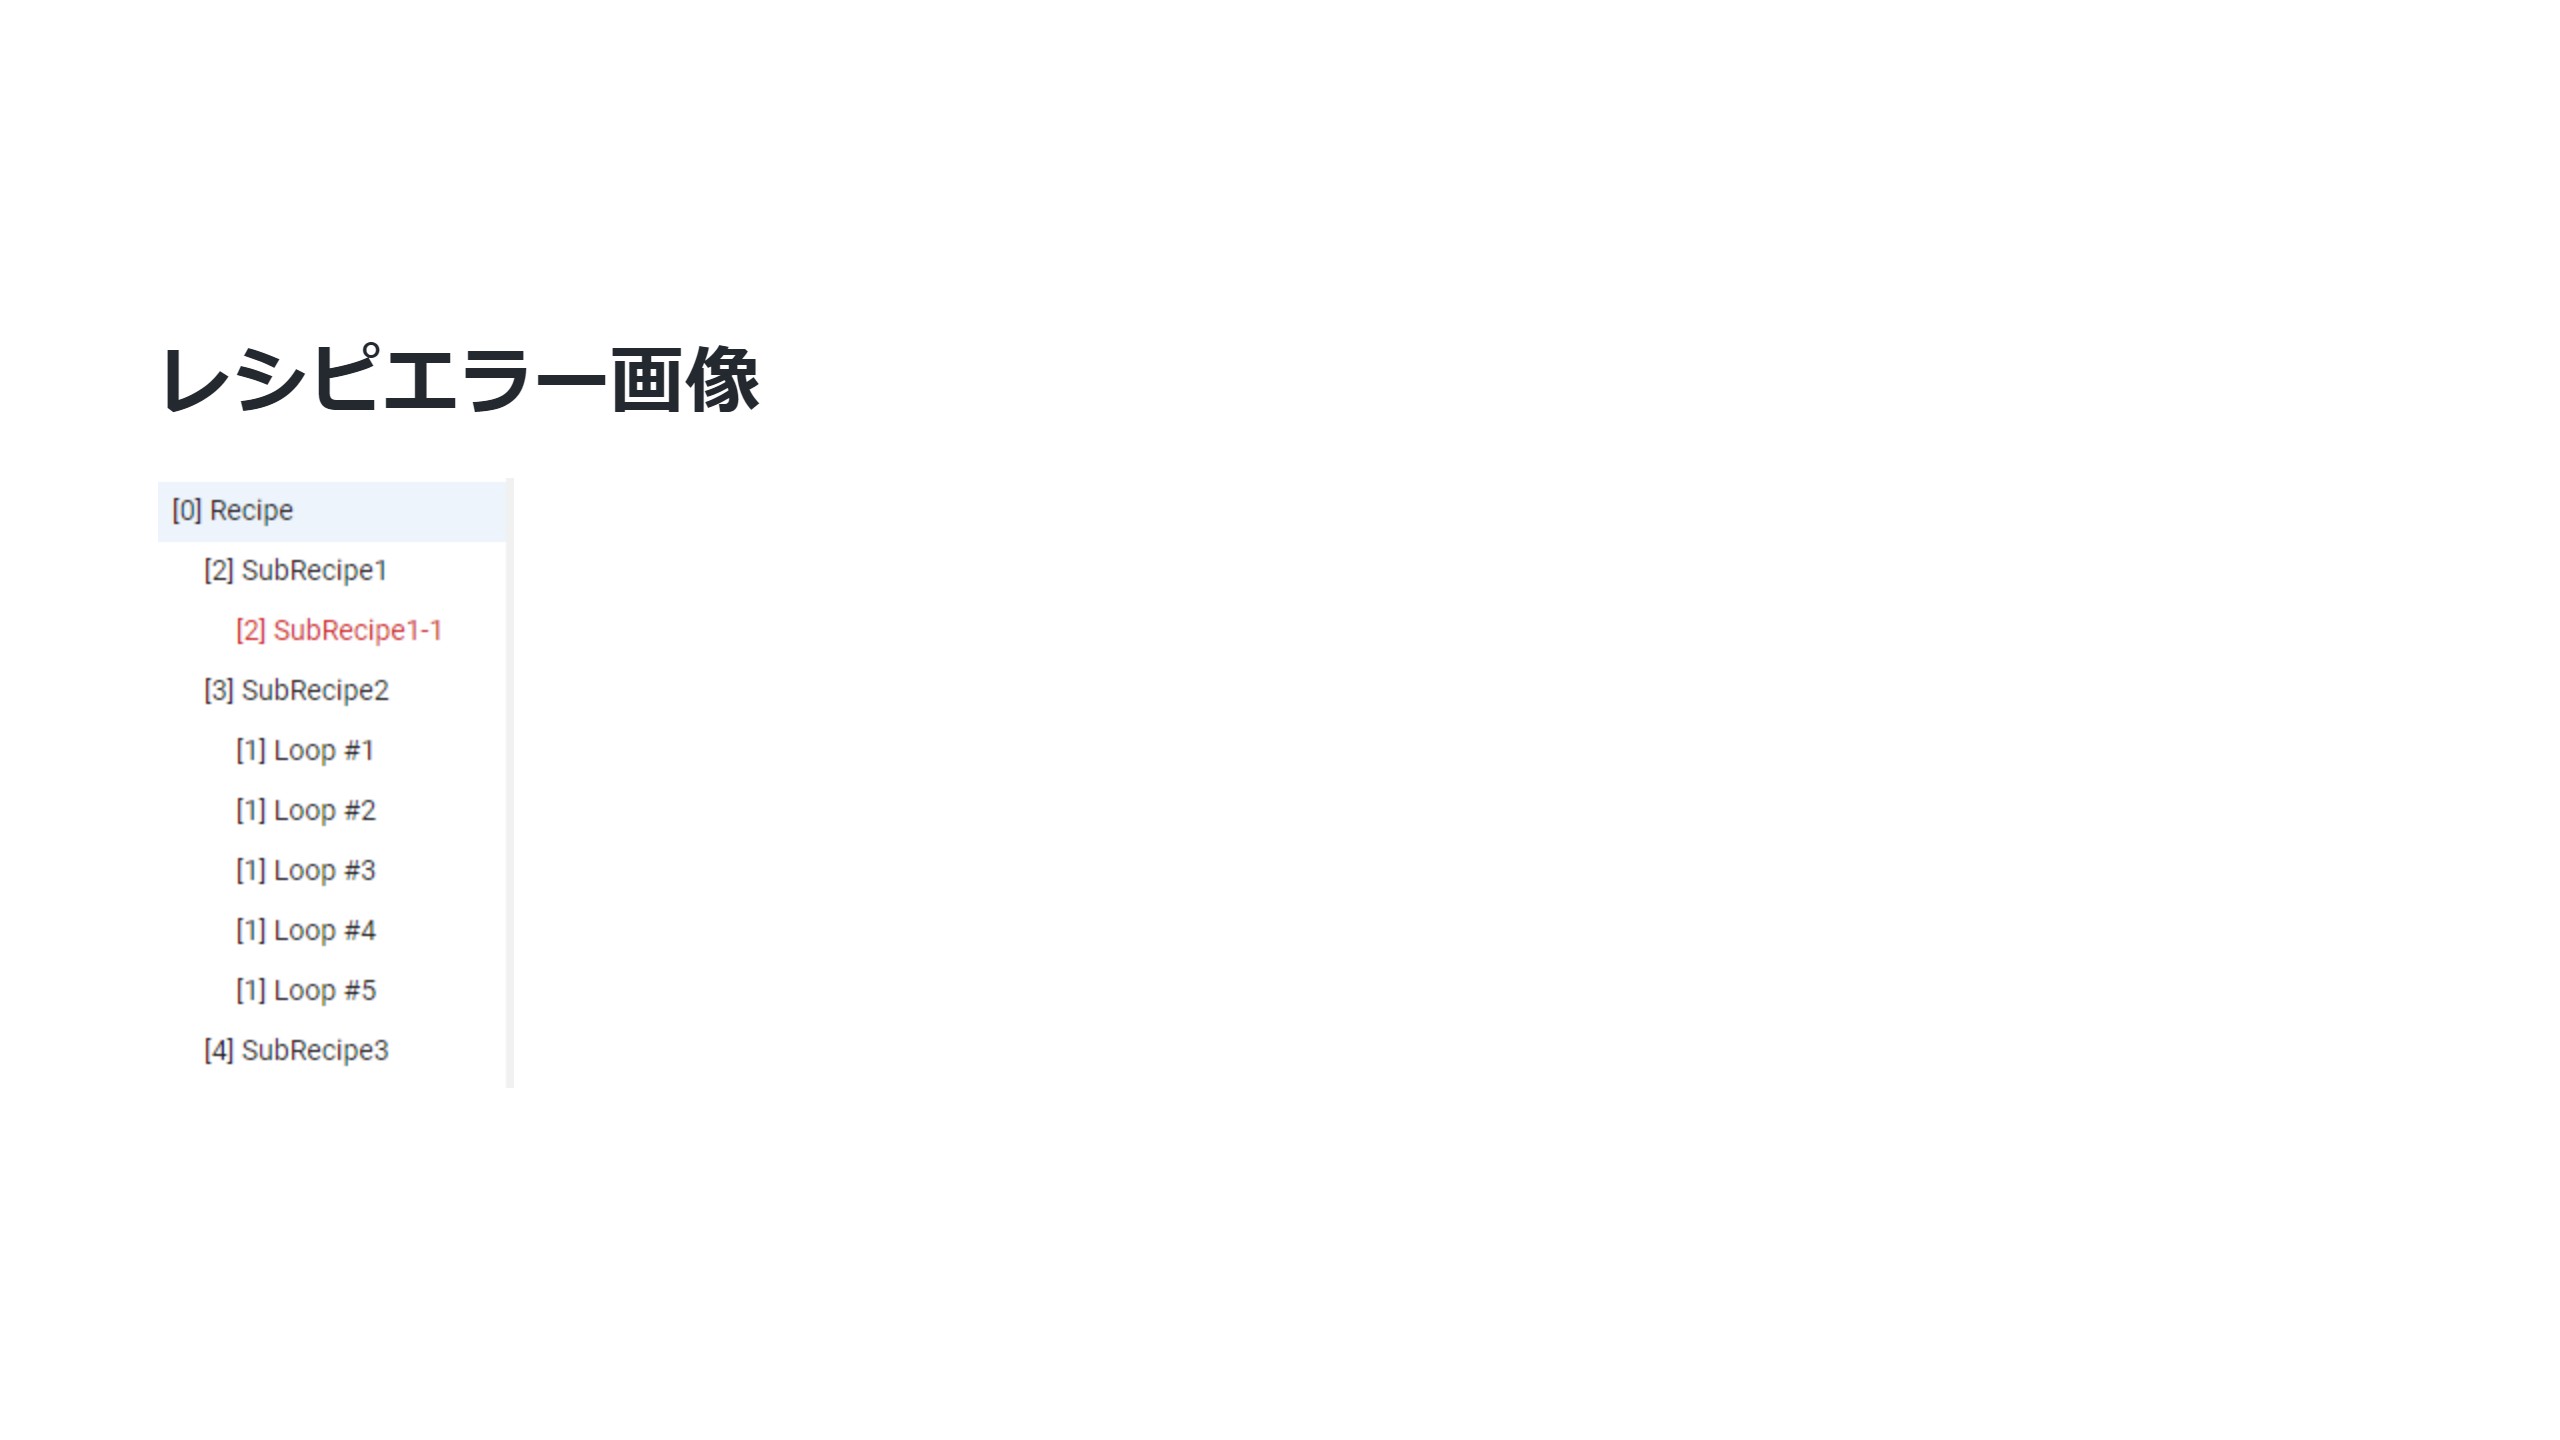 レシピエラー画像
[0] Recipe
[2] SubRecipe1
[2] SubRecipe1-1
[3] SubRecipe2
[1] Loop #1
[1] Loop #2
[1] Loop #3
[1] Loop #4
[1] Loop #5
[4] SubRecipe3